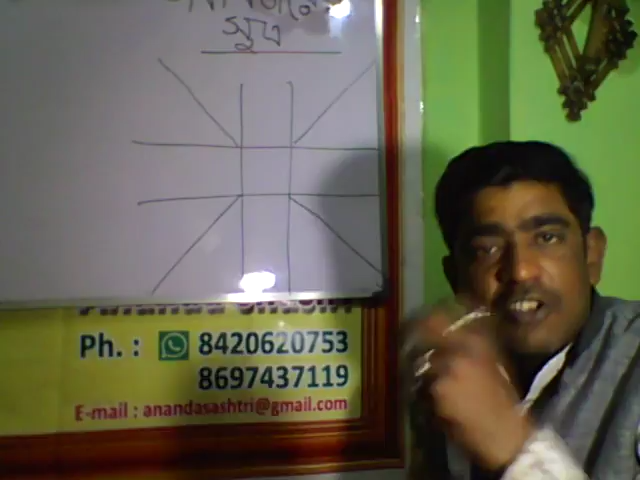 সূত্র
Ph. : 8420620753
8697437119
E-mail : anandasashtri@gmail.com